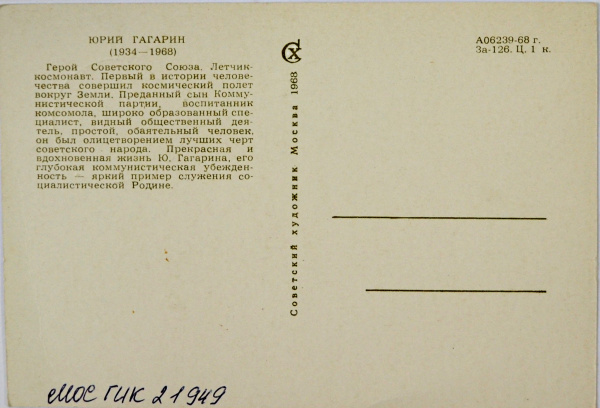 ЮРИЙ ГАГАРИН
(1934—1968)
Герой Советского Союза. Летчик-
космонавт. Первый в истории челове-
чества совершил космический полет
вокруг Земли. Преданный сын Комму-
нистической партии, воспитанник
комсомола, широко образованный спе-
циалист, видный общественный дея-
тель, простой, обаятельный человек,
он был олицетворением лучших черт
советского народа. Прекрасная и
вдохновенная жизнь Ю. Гагарина, его
глубокая коммунистическая убежден-
ность — яркий пример служения со-
циалистической Родине.
Советский художник Москва 1968
СХ
А06239-68 г.
За-126. Ц. 1 к.
МОС ГИК 21949